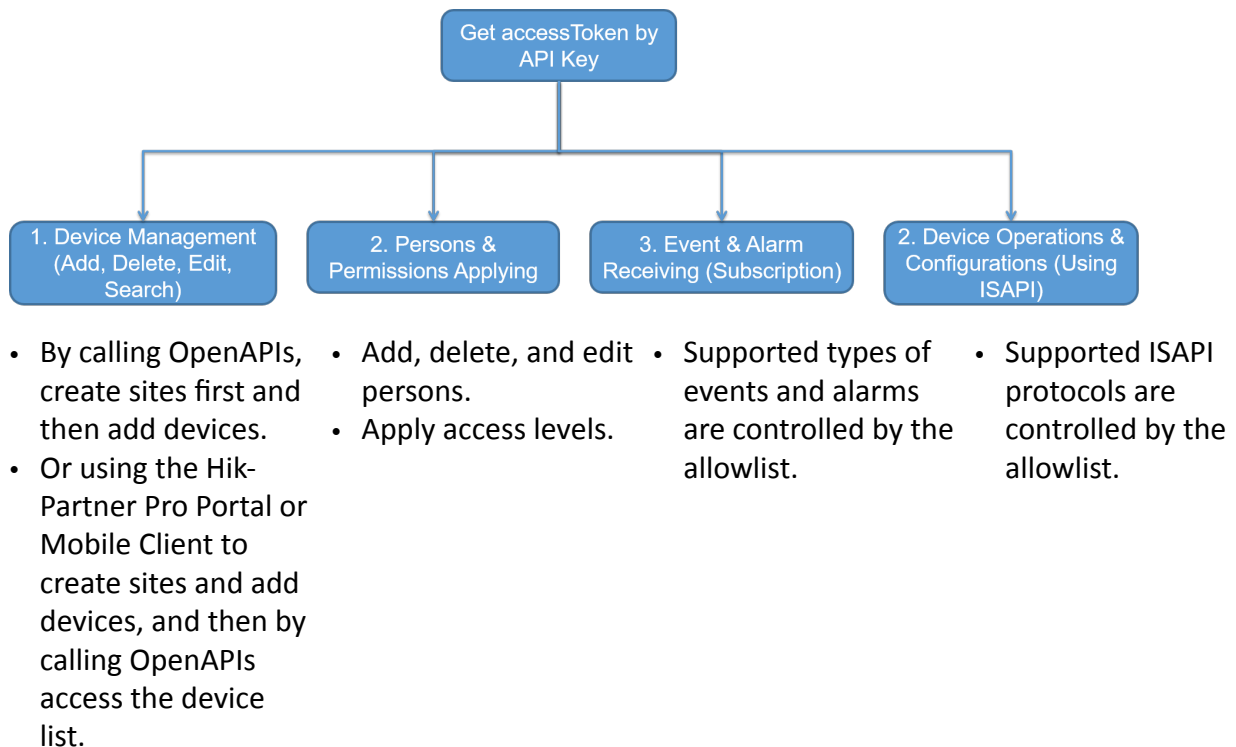 Get accessToken by
API Key
1. Device Management
(Add, Delete, Edit,
Search)
2. Persons &
Permissions Applying
3. Event & Alarm
Receiving (Subscription)
2. Device Operations &
Configurations (Using
ISAPI)
• By calling OpenAPIs,
create sites first and
then add devices.
• Or using the Hik-
Partner Pro Portal or
Mobile Client to
create sites and add
devices, and then by
calling OpenAPIs
access the device
list.
• Add, delete, and edit
persons.
• Apply access levels.
• Supported types of
events and alarms
are controlled by the
allowlist.
• Supported ISAPI
protocols are
controlled by the
allowlist.